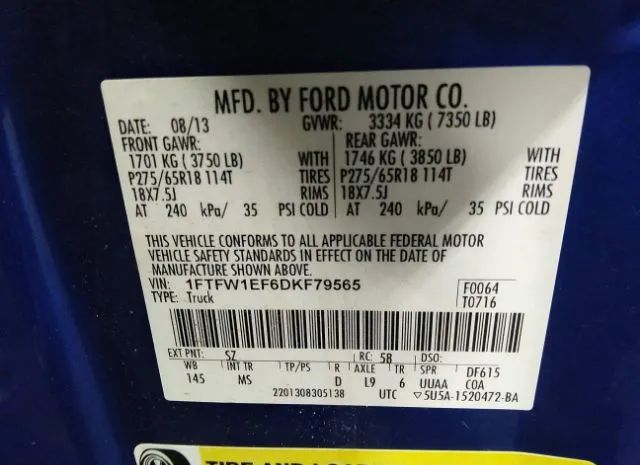 MFD. BY FORD MOTOR CO.
DATE: 08/13 GVWR: 3334 KG ( 7350 LB)
FRONT GAWR: REAR GAWR:
1701 KG ( 3750 LB) WITH 1746 KG ( 3850 LB) WITH
P275/65R18 114T TIRES P275/65R18 114T TIRES
18X7.5J RIMS 18X7.5J RIMS
AT 240 kPa/ 35 PSI COLD AT 240 kPa/ 35 PSI COLD
THIS VEHICLE CONFORMS TO ALL APPLICABLE FEDERAL MOTOR
VEHICLE SAFETY STANDARDS IN EFFECT ON THE DATE OF
MANUFACTURE SHOWN ABOVE.
VIN: 1FTFW1EF6DKF79565 F0064
TYPE: Truck T0716
EXT PNT: SZ RC: 58 DSO:
WB INT TR TP/PS R AXLE TR SPR DF615
145 MS D L9 6 UUAA COA
2201308305138 UTC ▽5U5A-1520472-BA
TIRE AND LOAD